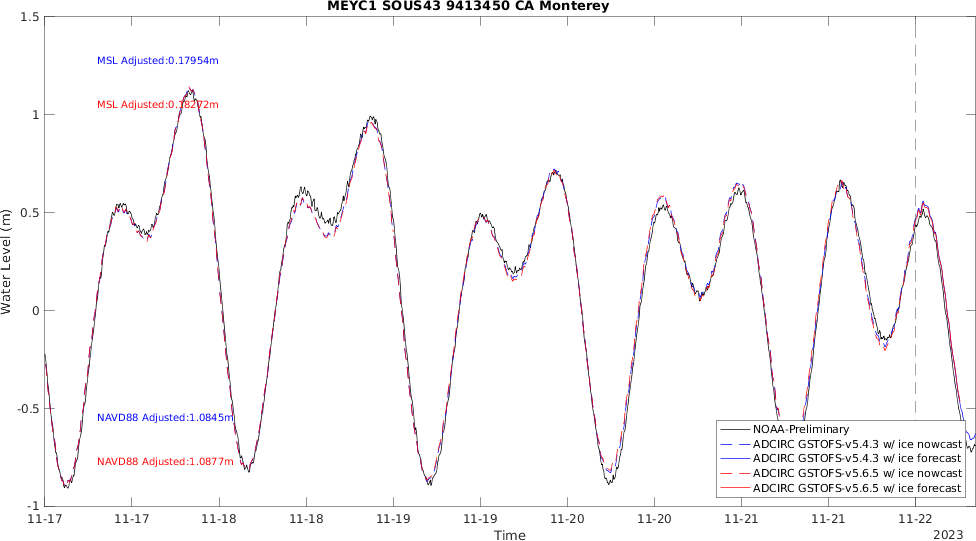 MEYC1 SOUS43 9413450 CA Monterey
1.5
MSL Adjusted:0.17954m
1
MSL Adjusted:0.18272m
0.5
Water Level (m)
0
-0.5
NAVD88 Adjusted:1.0845m
NOAA-Preliminary
ADCIRC GSTOFS-v5.4.3 w/ ice nowcast
ADCIRC GSTOFS-v5.4.3 w/ ice forecast
ADCIRC GSTOFS-v5.6.5 w/ ice nowcast
ADCIRC GSTOFS-v5.6.5 w/ ice forecast
NAVD88 Adjusted:1.0877m
-1
11-17 11-17 11-18 11-18 11-19 11-19 11-20 11-20 11-21 11-21 11-22
Time
2023